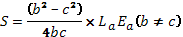 S = (b² − c²)/4bc × LₐEₐ(b ≠ c)